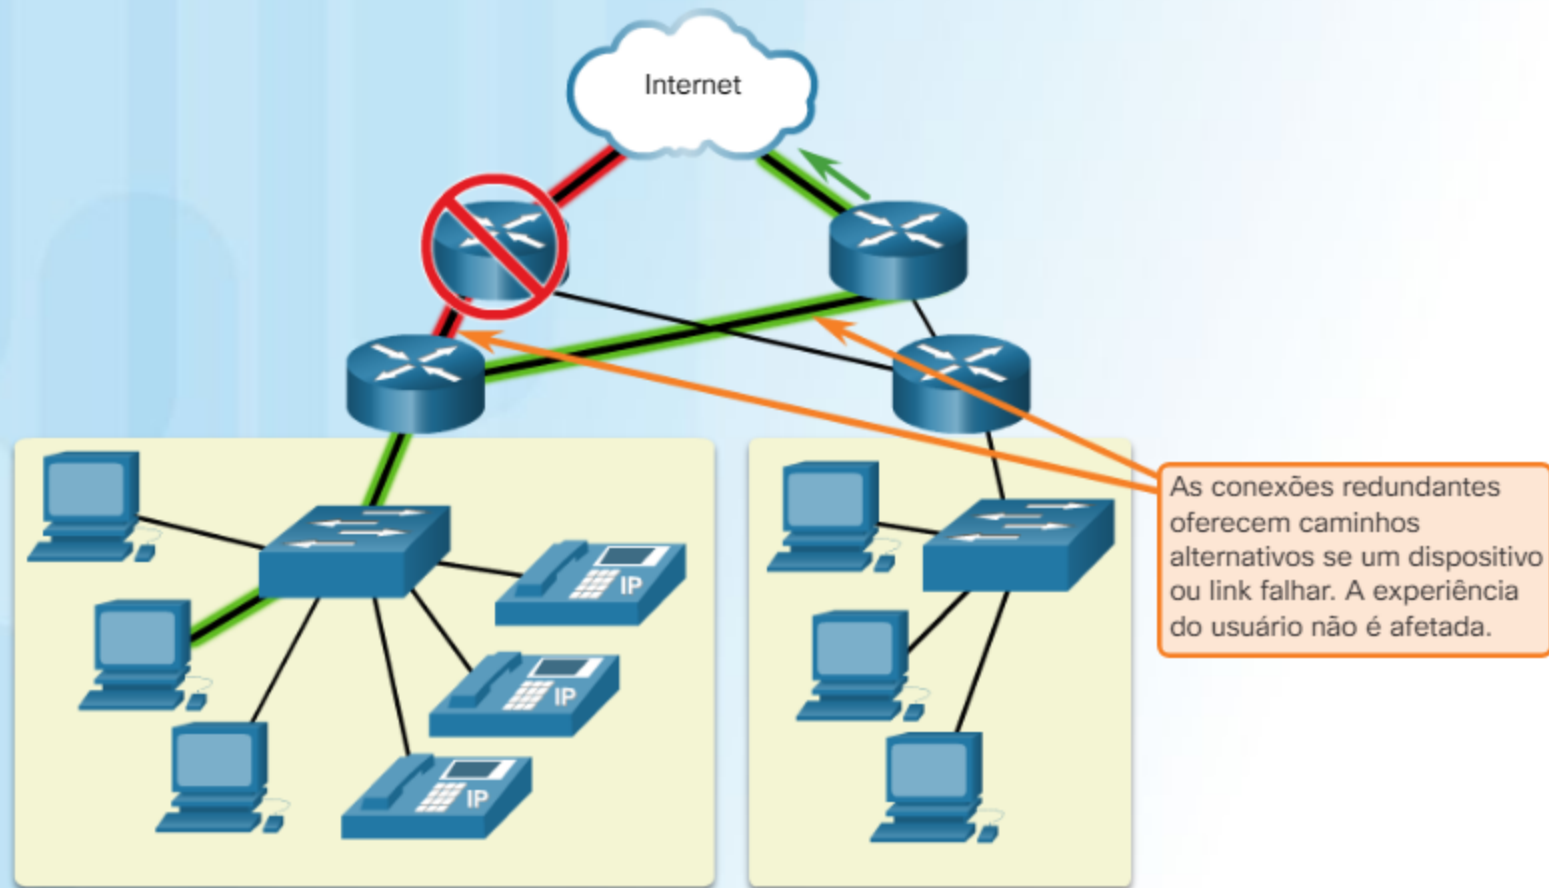 Internet
As conexões redundantes
oferecem caminhos
alternativos se um dispositivo
ou link falhar. A experiência
do usuário não é afetada.
IP
IP
IP